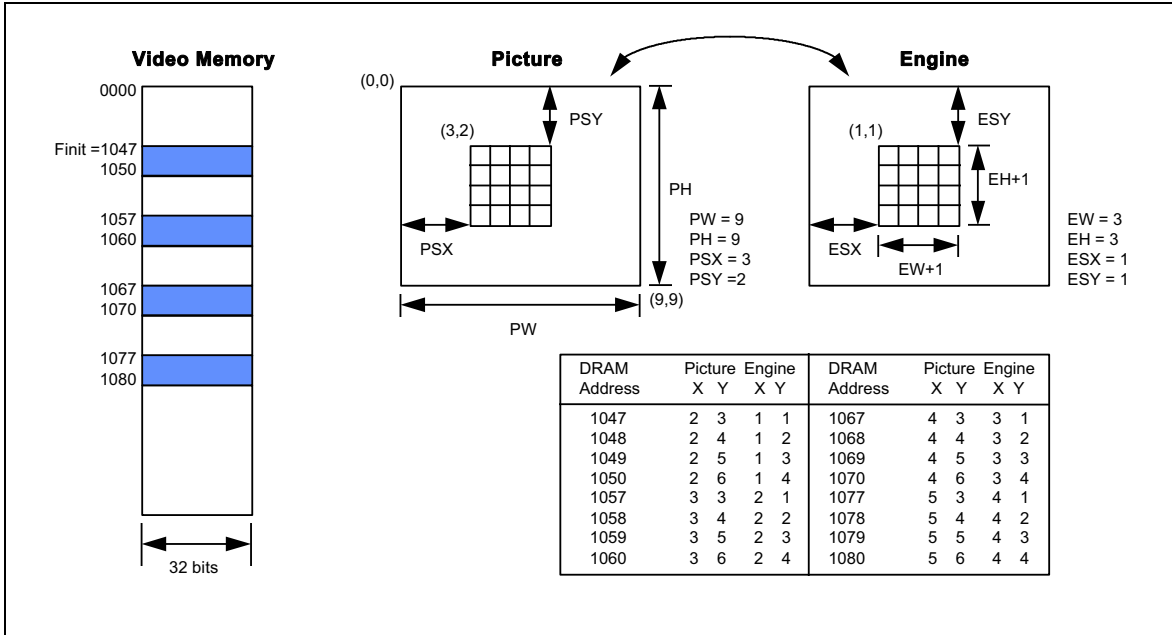 Video Memory
0000
Finit =1047
1050
1057
1060
1067
1070
1077
1080
32 bits
Picture
(0,0)
PSY
(3,2)
PH
PSX
PW = 9
PH = 9
PSX = 3
PSY =2
(9,9)
PW
Engine
ESY
(1,1)
EH+1
ESX
EW+1
EW = 3
EH = 3
ESX = 1
ESY = 1
DRAM Picture Engine DRAM Picture Engine
Address X Y X Y Address X Y X Y
1047 2 3 1 1 1067 4 3 3 1
1048 2 4 1 2 1068 4 4 3 2
1049 2 5 1 3 1069 4 5 3 3
1050 2 6 1 4 1070 4 6 3 4
1057 3 3 2 1 1077 5 3 4 1
1058 3 4 2 2 1078 5 4 4 2
1059 3 5 2 3 1079 5 5 4 3
1060 3 6 2 4 1080 5 6 4 4